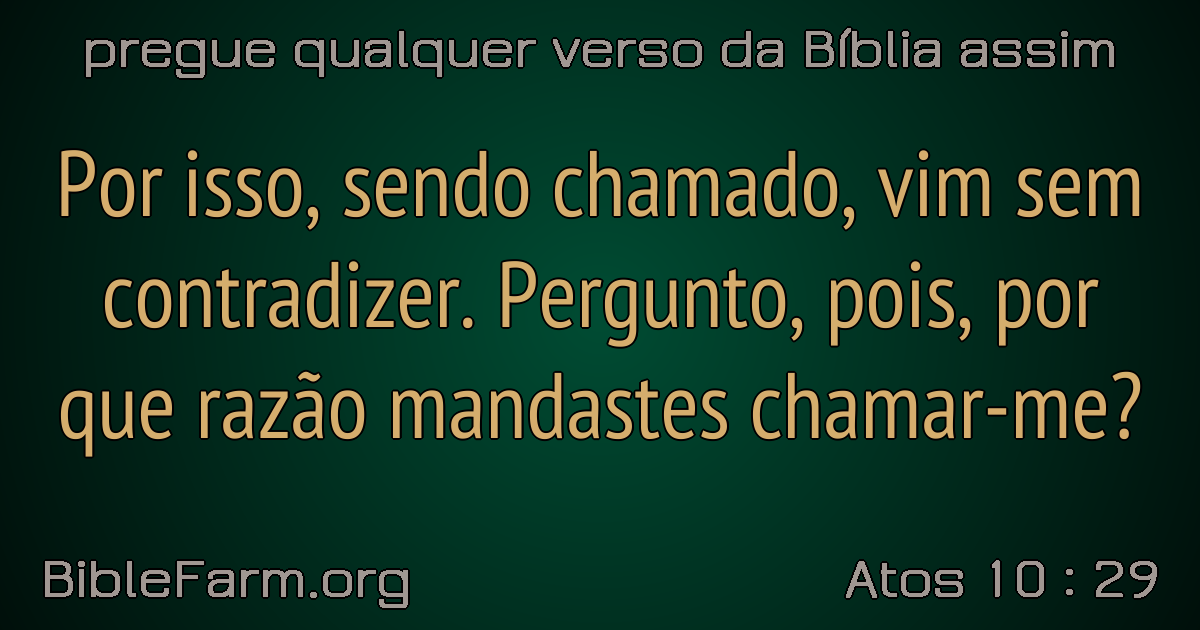 pregue qualquer verso da Bíblia assim
Por isso, sendo chamado, vim sem
contradizer. Pergunto, pois, por
que razão mandastes chamar-me?
BibleFarm.org
Atos 10 : 29